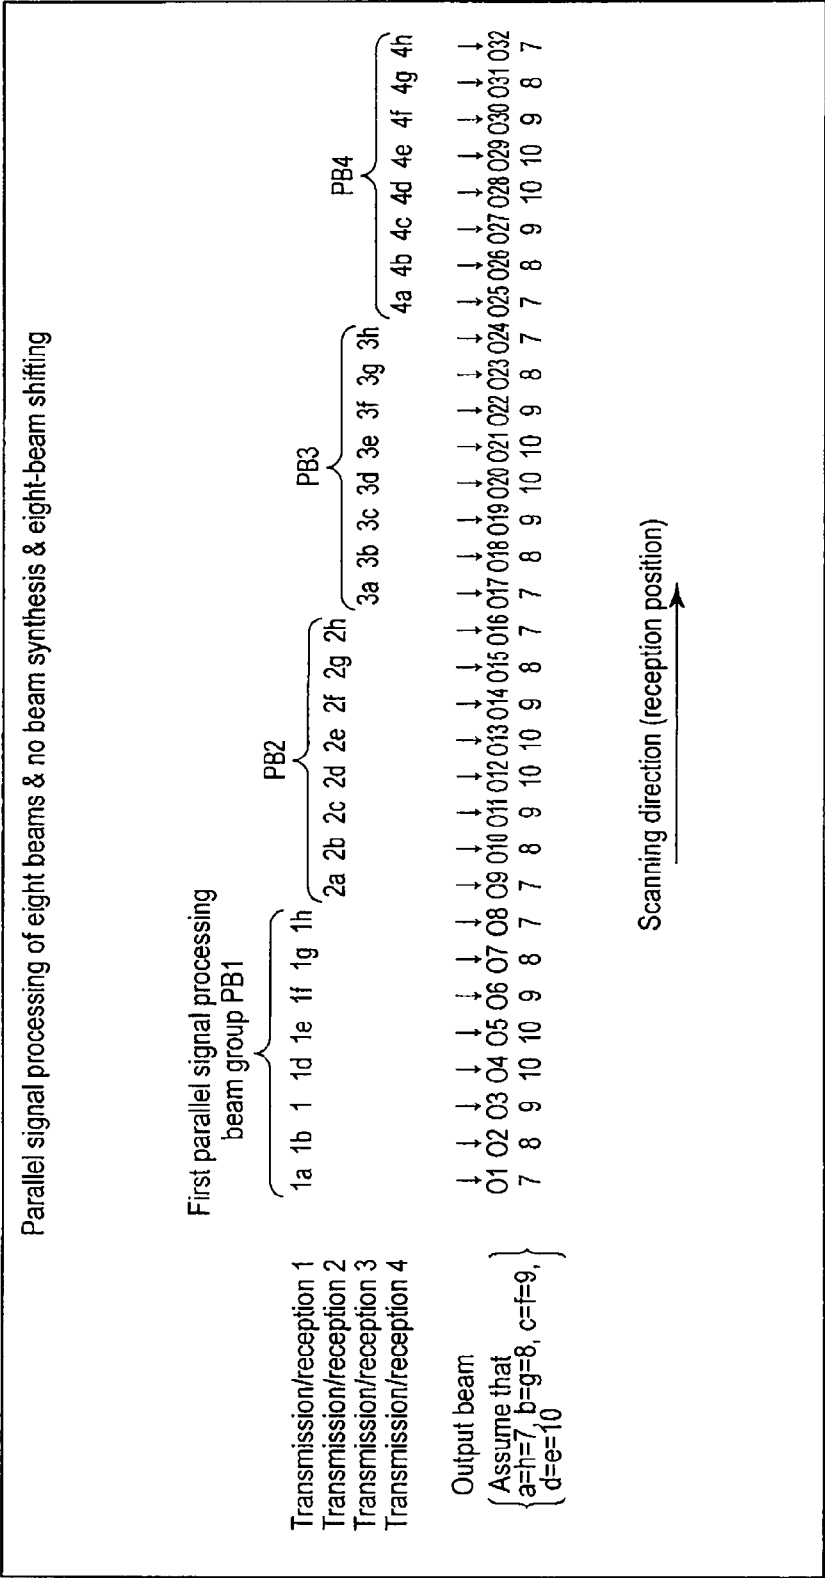 Parallel signal processing of eight beams & no beam synthesis & eight-beam shifting
First parallel signal processing
beam group PB1
PB2
PB3
PB4
Transmission/reception 1 1a 1b 1 1d 1e 1f 1g 1h
Transmission/reception 2 2a 2b 2c 2d 2e 2f 2g 2h
Transmission/reception 3 3a 3b 3c 3d 3e 3f 3g 3h
Transmission/reception 4 4a 4b 4c 4d 4e 4f 4g 4h
Output beam
O1 O2 O3 O4 O5 O6 O7 O8 O9 O10 O11 O12 O13 O14 O15 O16 O17 O18 O19 O20 O21 O22 O23 O24 O25 O26 O27 O28 O29 O30 O31 O32
7 8 9 10 10 9 8 7 7 8 9 10 10 9 8 7 7 8 9 10 10 9 8 7 7 8 9 10 10 9 8 7
Assume that
a=h=7, b=g=8, c=f=9,
d=e=10
Scanning direction (reception position)